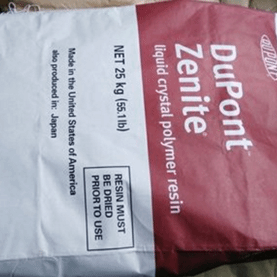 DUPONT
DuPont
Zenite®
liquid crystal polymer resin
NET 25 kg (55.1lb)
RESIN MUST
BE DRIED
PRIOR TO USE
Made in the United States of America
also produced in: Japan